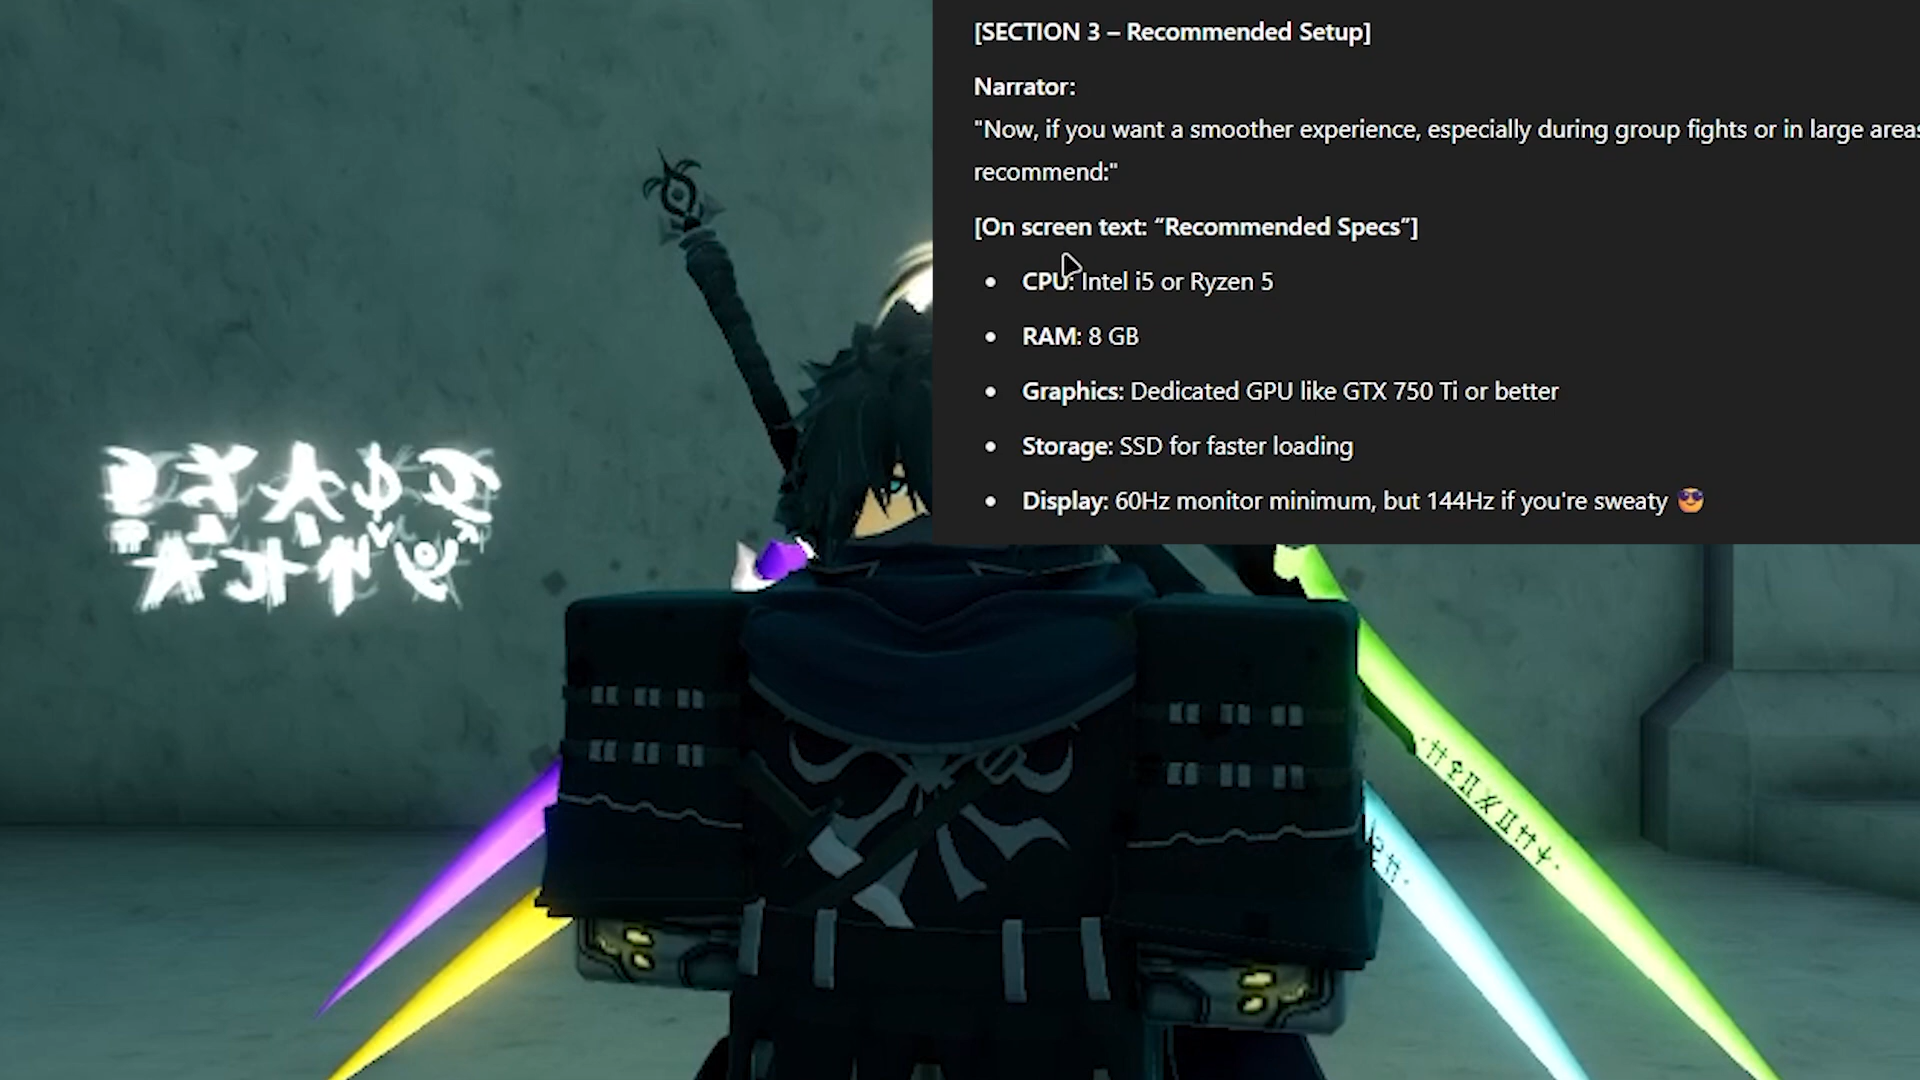 [SECTION 3 – Recommended Setup]
Narrator:
"Now, if you want a smoother experience, especially during group fights or in large areas
recommend:"
[On screen text: “Recommended Specs”]
• CPU: Intel i5 or Ryzen 5
• RAM: 8 GB
• Graphics: Dedicated GPU like GTX 750 Ti or better
• Storage: SSD for faster loading
• Display: 60Hz monitor minimum, but 144Hz if you're sweaty 😎